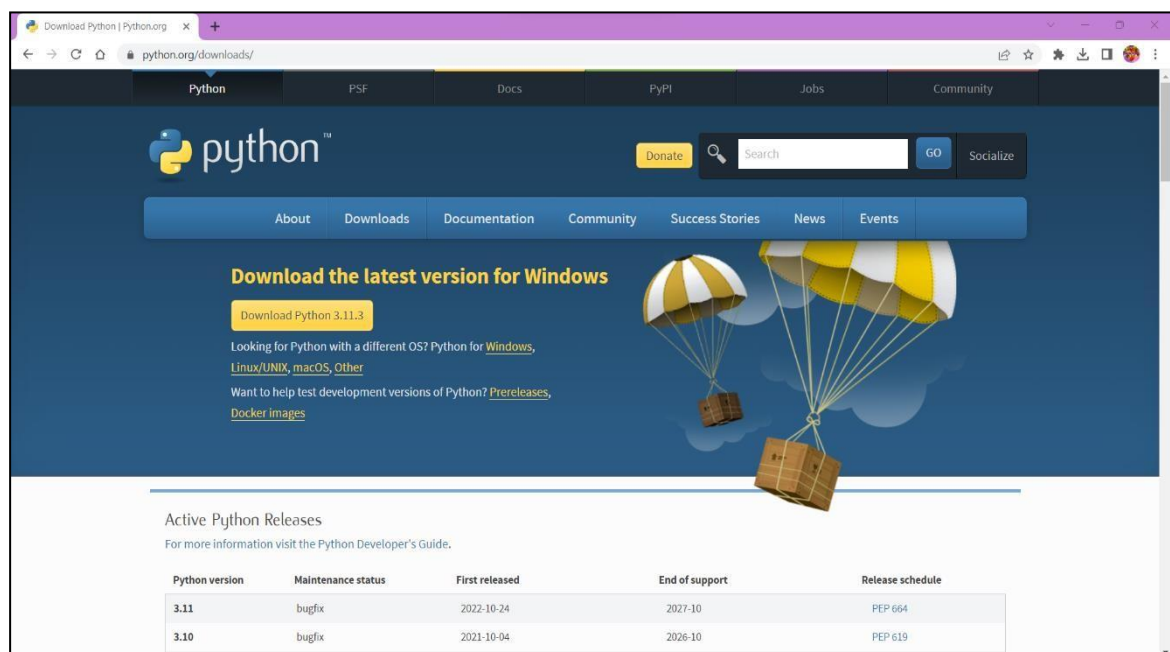 Download Python | Python.org
python.org/downloads/
Python PSF Docs PyPI Jobs Community
python™
Donate Search GO Socialize
About Downloads Documentation Community Success Stories News Events
Download the latest version for Windows
Download Python 3.11.3
Looking for Python with a different OS? Python for Windows,
Linux/UNIX, macOS, Other
Want to help test development versions of Python? Prereleases,
Docker images
Active Python Releases
For more information visit the Python Developer's Guide.
Python version Maintenance status First released End of support Release schedule
3.11 bugfix 2022-10-24 2027-10 PEP 664
3.10 bugfix 2021-10-04 2026-10 PEP 619